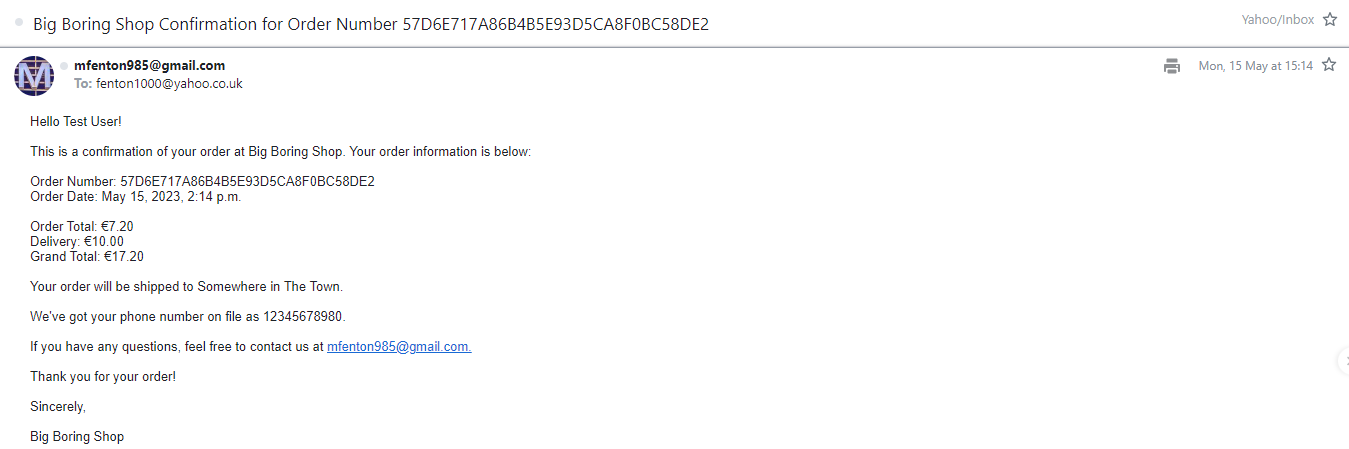 Big Boring Shop Confirmation for Order Number 57D6E717A86B4B5E93D5CA8F0BC58DE2
Yahoo/Inbox
M
mfenton985@gmail.com
Mon, 15 May at 15:14
To: fenton1000@yahoo.co.uk
Hello Test User!
This is a confirmation of your order at Big Boring Shop. Your order information is below:
Order Number: 57D6E717A86B4B5E93D5CA8F0BC58DE2
Order Date: May 15, 2023, 2:14 p.m.
Order Total: €7.20
Delivery: €10.00
Grand Total: €17.20
Your order will be shipped to Somewhere in The Town.
We've got your phone number on file as 12345678980.
If you have any questions, feel free to contact us at mfenton985@gmail.com.
Thank you for your order!
Sincerely,
Big Boring Shop